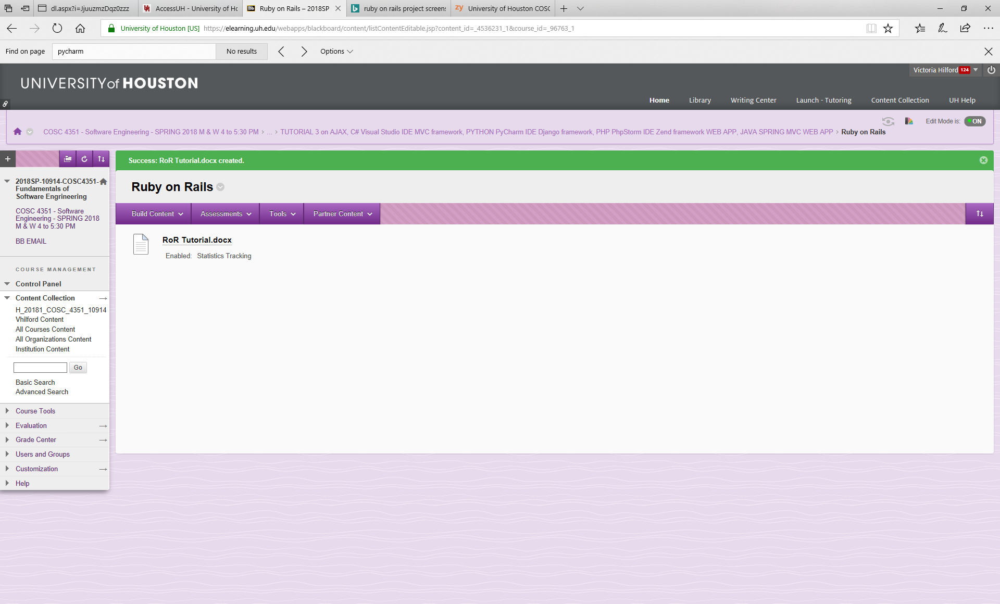 dl.aspx?i=JjuuzmzDqz0zzz
AccessUH - University of Ho
Ruby on Rails – 2018SP
ruby on rails project screens
University of Houston COSC
University of Houston [US] https://elearning.uh.edu/webapps/blackboard/content/listContentEditable.jsp?content_id=_4536231_1&course_id=_96763_1
Find on page pycharm No results Options
Victoria Hilford 124
UNIVERSITY of HOUSTON
Home Library Writing Center Launch - Tutoring Content Collection UH Help
Edit Mode is: ON
COSC 4351 - Software Engineering - SPRING 2018 M & W 4 to 5:30 PM > ... > TUTORIAL 3 on AJAX, C# Visual Studio IDE MVC framework, PYTHON PyCharm IDE Django framework, PHP PhpStorm IDE Zend framework WEB APP, JAVA SPRING MVC WEB APP > Ruby on Rails
Success: RoR Tutorial.docx created.
Ruby on Rails
Build Content Assessments Tools Partner Content
RoR Tutorial.docx
Enabled: Statistics Tracking
2018SP-10914-COSC4351-
Fundamentals of
Software Engrineering
COSC 4351 - Software
Engineering - SPRING 2018
M & W 4 to 5:30 PM
BB EMAIL
COURSE MANAGEMENT
Control Panel
Content Collection
H_20181_COSC_4351_10914
Vhilford Content
All Courses Content
All Organizations Content
Institution Content
Go
Basic Search
Advanced Search
Course Tools
Evaluation
Grade Center
Users and Groups
Customization
Help